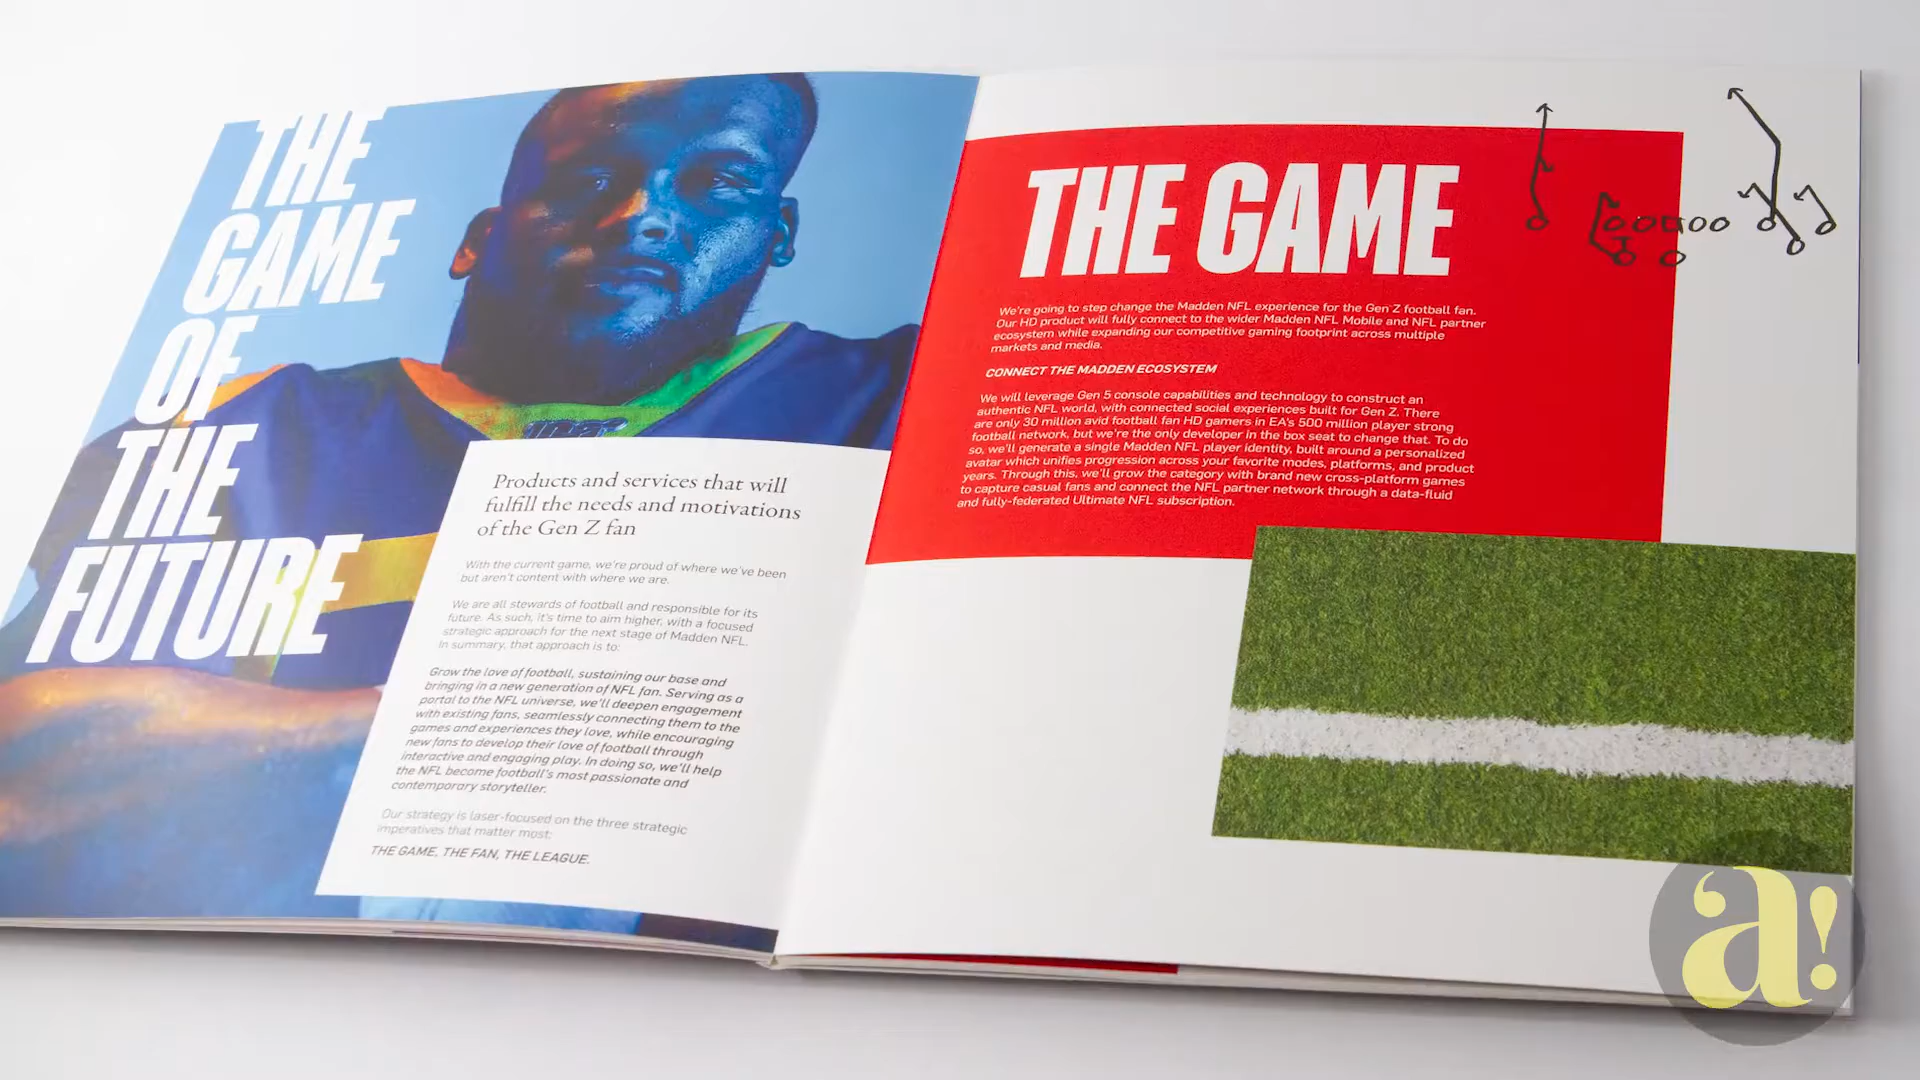 THE
GAME
OF
THE
FUTURE
Products and services that will
fulfill the needs and motivations
of the Gen Z fan
With the current game, we're proud of where we've been
but aren't content with where we are.
We are all stewards of football and responsible for its
future. As such, it's time to aim higher, with a focused
strategic approach for the next stage of Madden NFL.
In summary, that approach is to:
Grow the love of football, sustaining our base and
bringing in a new generation of NFL fan. Serving as a
portal to the NFL universe, we'll deepen engagement
with existing fans, seamlessly connecting them to the
games and experiences they love, while encouraging
new fans to develop their love of football through
interactive and engaging play. In doing so, we'll help
the NFL become football's most passionate and
contemporary storyteller.
Our strategy is laser-focused on the three strategic
imperatives that matter most:
THE GAME, THE FAN, THE LEAGUE.
THE GAME
We're going to step change the Madden NFL experience for the Gen Z football fan.
Our HD product will fully connect to the wider Madden NFL Mobile and NFL partner
ecosystem while expanding our competitive gaming footprint across multiple
markets and media.
CONNECT THE MADDEN ECOSYSTEM
We will leverage Gen 5 console capabilities and technology to construct an
authentic NFL world, with connected social experiences built for Gen Z. There
are only 30 million avid football fan HD gamers in EA's 500 million player strong
football network, but we're the only developer in the box seat to change that. To do
so, we'll generate a single Madden NFL player identity, built around a personalized
avatar which unifies progression across your favorite modes, platforms, and product
years. Through this, we'll grow the category with brand new cross-platform games
to capture casual fans and connect the NFL partner network through a data-fluid
and fully-federated Ultimate NFL subscription.
a!